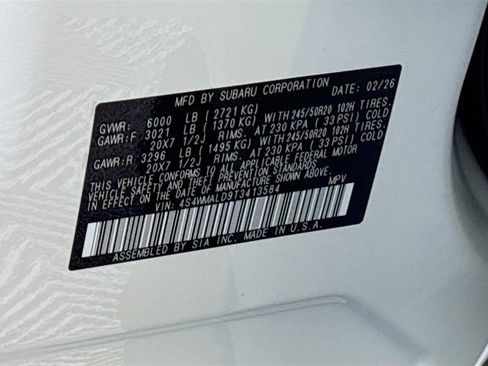 MFD BY SUBARU CORPORATION DATE 02/26
GVWR: 6000 LB (2721 KG)
GAWR:F 3021 LB (1370 KG) WITH 245/50R20 102H TIRES.
20X7 1/2J RIMS. AT 230 KPA (33 PSI) COLD
GAWR:R 3296 LB (1495 KG) WITH 245/50R20 102H TIRES.
20X7 1/2J RIMS. AT 230 KPA (33 PSI) COLD
THIS VEHICLE CONFORMS TO ALL APPLICABLE FEDERAL MOTOR
VEHICLE SAFETY AND THEFT PREVENTION STANDARDS
IN EFFECT ON THE DATE OF MANUFACTURE SHOWN ABOVE.
VIN: 4S4WMALD9T3413584 MPV
ASSEMBLED BY SIA INC. MADE IN U.S.A.